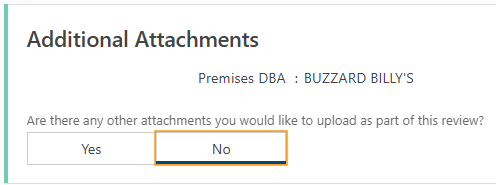 Additional Attachments
Premises DBA : BUZZARD BILLY'S
Are there any other attachments you would like to upload as part of this review?
Yes No